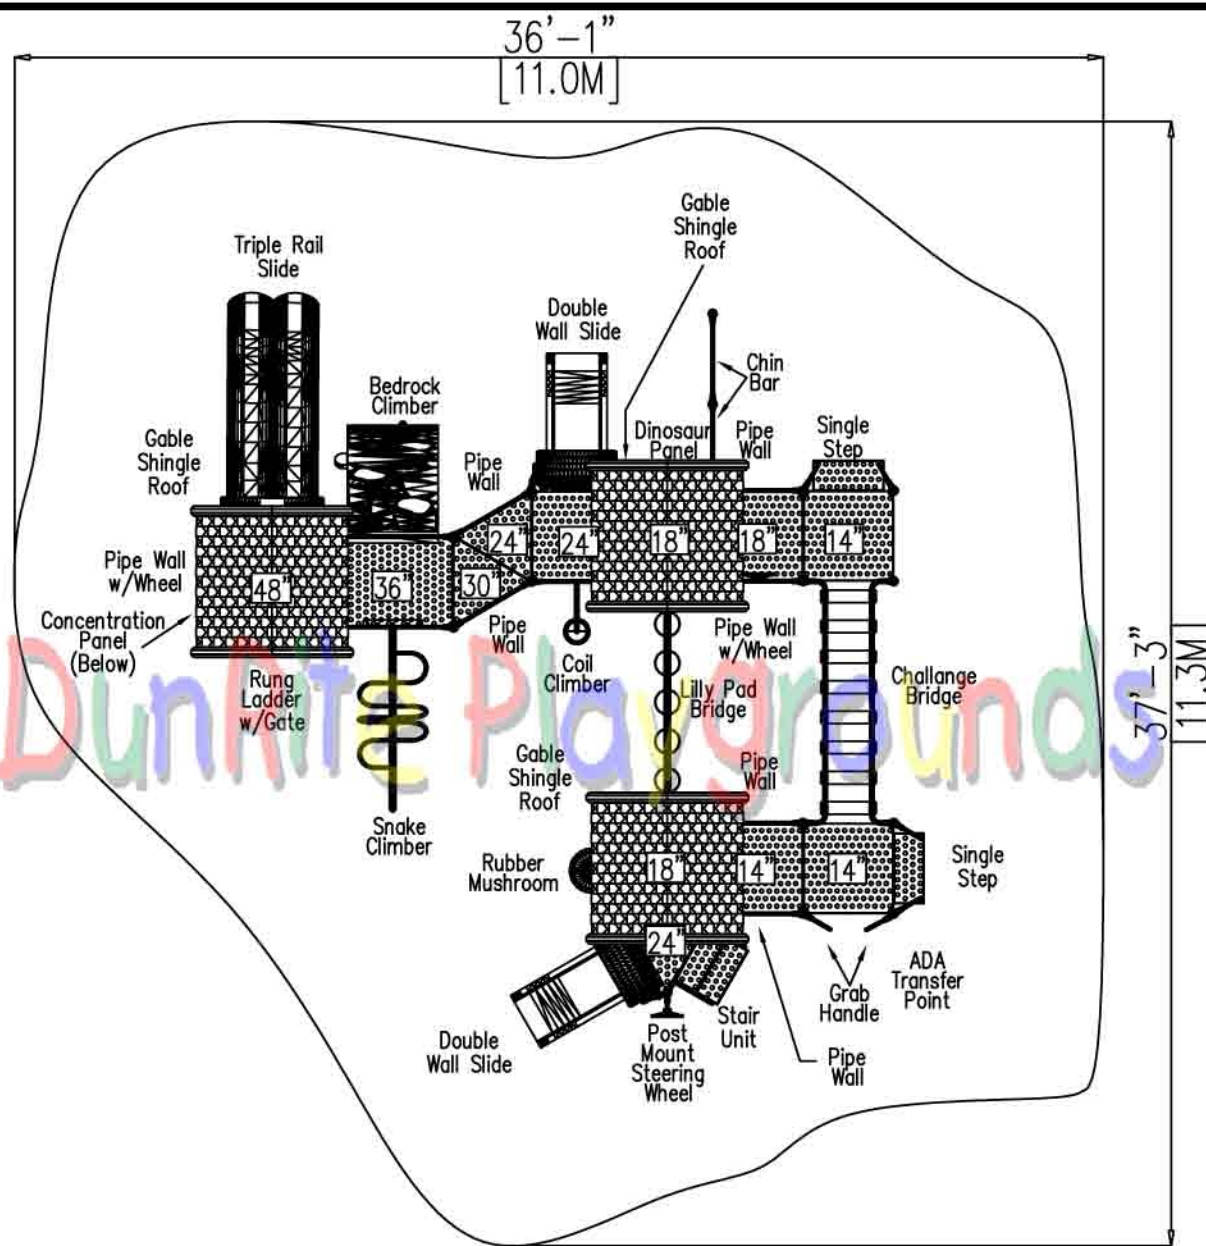 36'-1"
[11.0M]
Gable
Shingle
Roof
Triple Rail
Slide
Double
Wall Slide
Chin
Bar
Bedrock
Climber
Gable
Shingle
Roof
Pipe
Wall
Dinosaur
Panel
Pipe
Wall
Single
Step
24"
24"
18"
18"
14"
Pipe Wall
w/Wheel
48"
36"
30"
Concentration
Panel
(Below)
Pipe
Wall
Pipe Wall
w/Wheel
37'-3"
11.3M
Coil
Climber
Rung
Ladder
w/Gate
Lilly Pad
Bridge
Challange
Bridge
DunRite Playgrounds
Gable
Shingle
Roof
Pipe
Wall
Snake
Climber
Rubber
Mushroom
18"
14"
14"
Single
Step
24"
ADA
Transfer
Point
Grab
Handle
Stair
Unit
Double
Wall Slide
Post
Mount
Steering
Wheel
Pipe
Wall